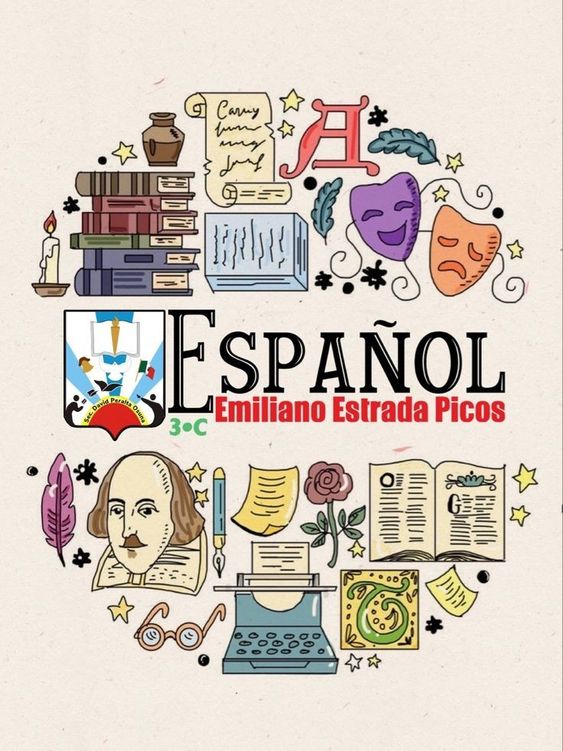 A
Sec. David Peralta Osuna
ESPAÑOL
Emiliano Estrada Picos
3•C
O
G
T